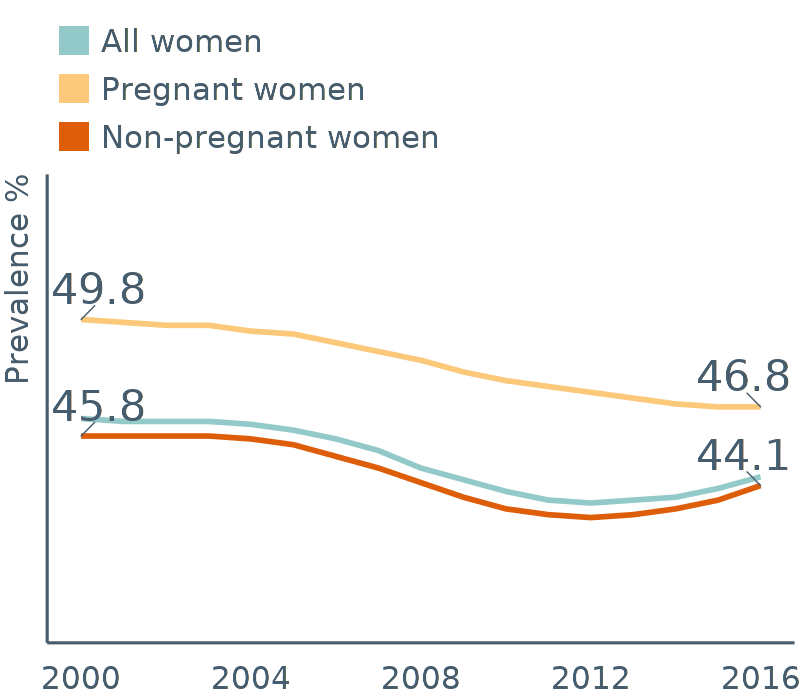 All women
Pregnant women
Non-pregnant women
Prevalence %
49.8
45.8
46.8
44.1
2000 2004 2008 2012 2016